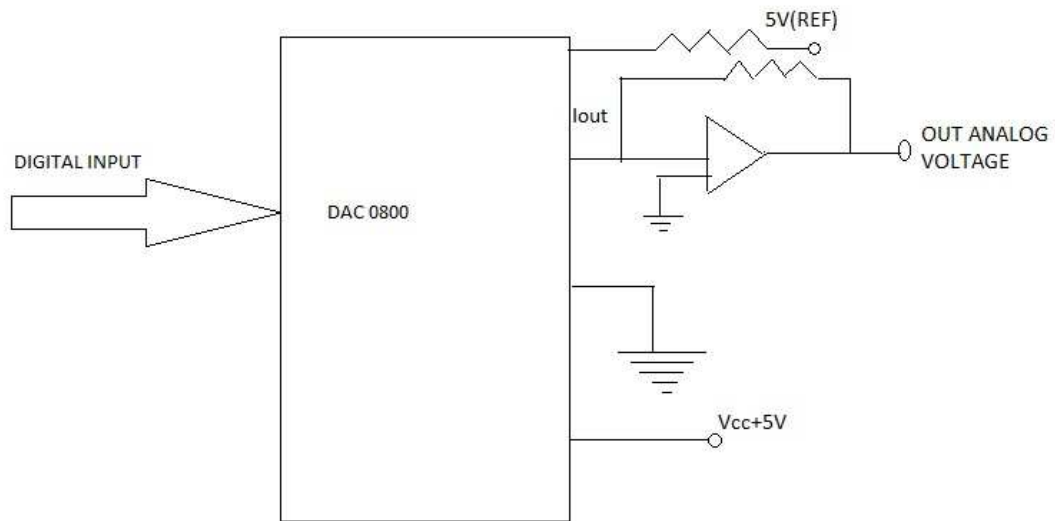 5V(REF)
Iout
OUT ANALOG
VOLTAGE
DIGITAL INPUT
DAC 0800
Vcc+5V